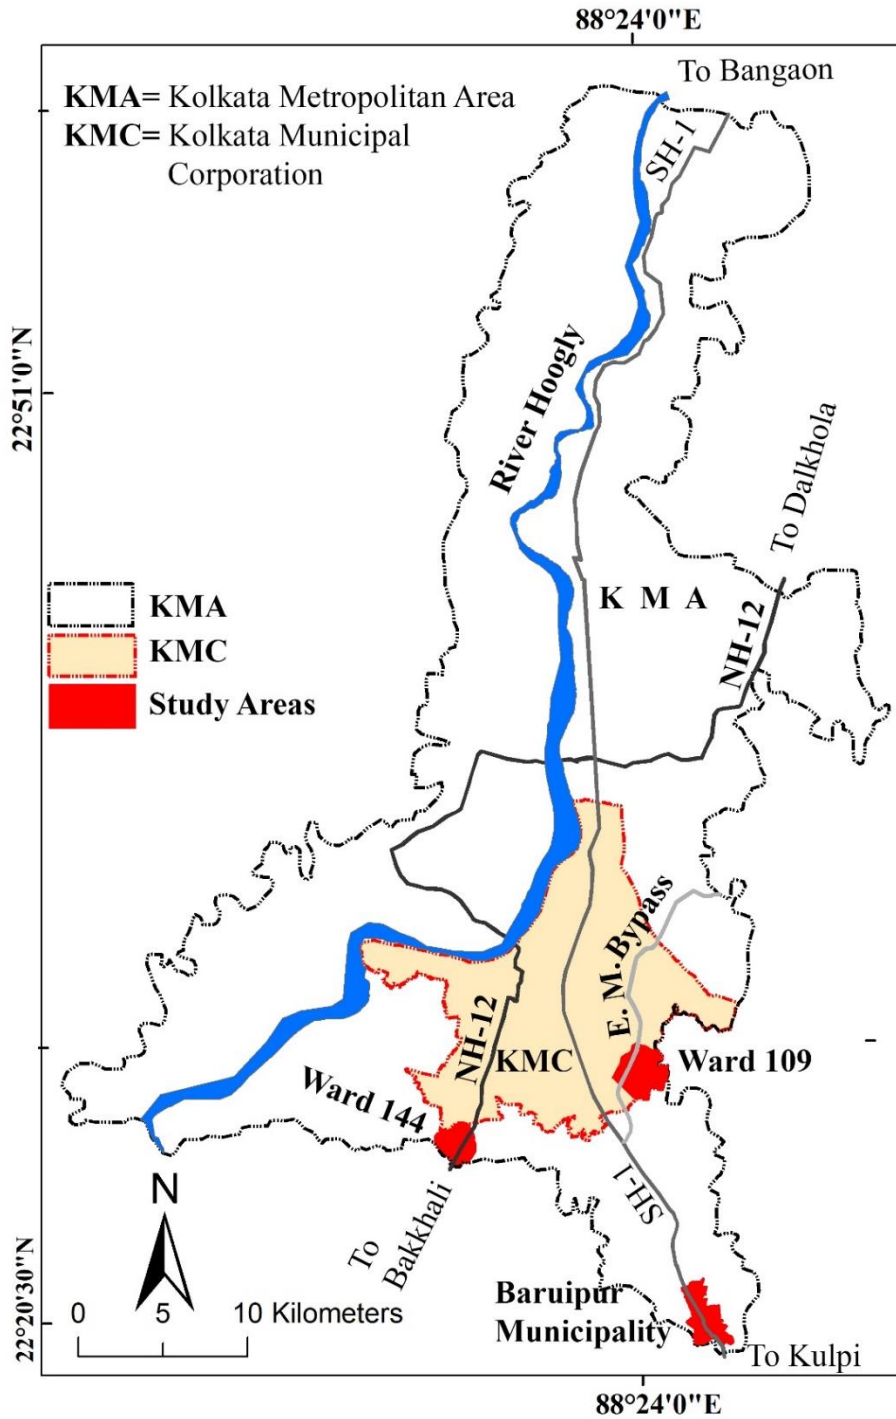 88°24'0"E
To Bangaon
KMA= Kolkata Metropolitan Area
KMC= Kolkata Municipal
Corporation
SH-1
22°51'0"N
River Hoogly
To Dalkhola
KMA
KMC
Study Areas
K M A
NH-12
E. M. Bypass
NH-12
KMC
Ward 109
Ward 144
SH-1
N
To
Bakkhali
22°20'30"N
0 5 10 Kilometers
Baruipur
Municipality
To Kulpi
88°24'0"E